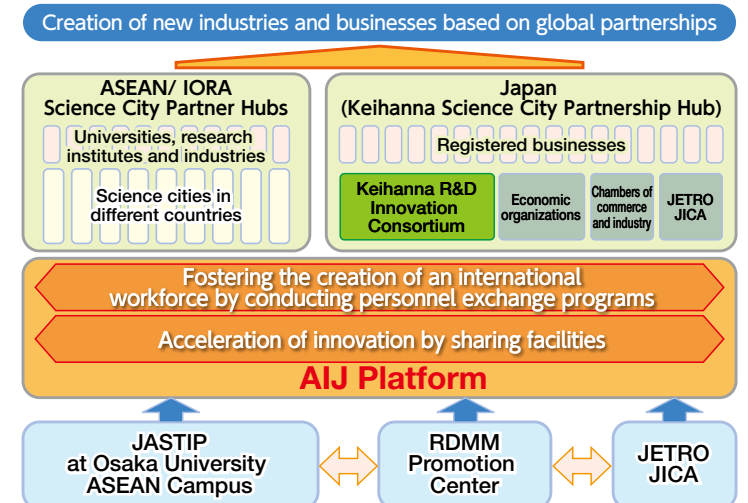 Creation of new industries and businesses based on global partnerships
ASEAN/ IORA
Science City Partner Hubs
Universities, research
institutes and industries
Science cities in
different countries
Japan
(Keihanna Science City Partnership Hub)
Registered businesses
Keihanna R&D
Innovation
Consortium
Economic
organizations
Chambers of
commerce
and industry
JETRO
JICA
Fostering the creation of an international
workforce by conducting personnel exchange programs
Acceleration of innovation by sharing facilities
AIJ Platform
JASTIP
at Osaka University
ASEAN Campus
RDMM
Promotion
Center
JETRO
JICA